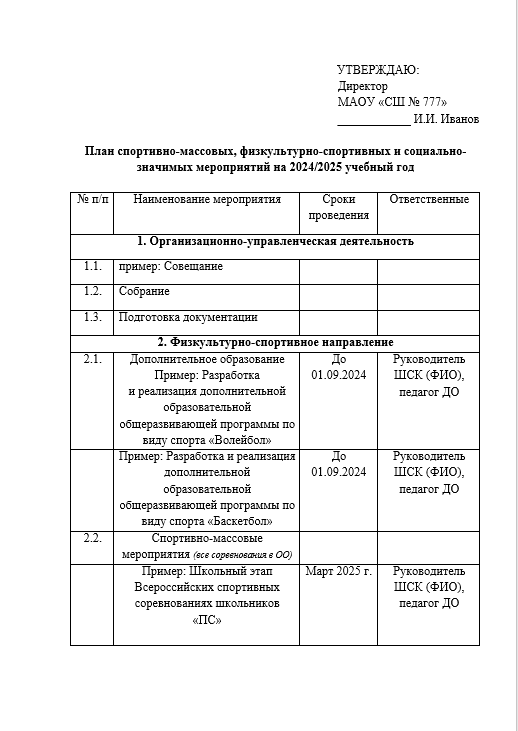 УТВЕРЖДАЮ:
Директор
МАОУ «СШ № 777»
____________ И.И. Иванов
План спортивно-массовых, физкультурно-спортивных и социально-
значимых мероприятий на 2024/2025 учебный год
№ п/п Наименование мероприятия Сроки проведения Ответственные
1. Организационно-управленческая деятельность
1.1. пример: Совещание
1.2. Собрание
1.3. Подготовка документации
2. Физкультурно-спортивное направление
2.1. Дополнительное образование До Руководитель
Пример: Разработка 01.09.2024 ШСК (ФИО),
и реализация дополнительной педагог ДО
образовательной
общеразвивающей программы по
виду спорта «Волейбол»
Пример: Разработка и реализация До Руководитель
дополнительной 01.09.2024 ШСК (ФИО),
образовательной педагог ДО
общеразвивающей программы по
виду спорта «Баскетбол»
2.2. Спортивно-массовые
мероприятия (все соревнования в ОО)
Пример: Школьный этап Март 2025 г. Руководитель
Всероссийских спортивных ШСК (ФИО),
соревнованиях школьников педагог ДО
«ПС»